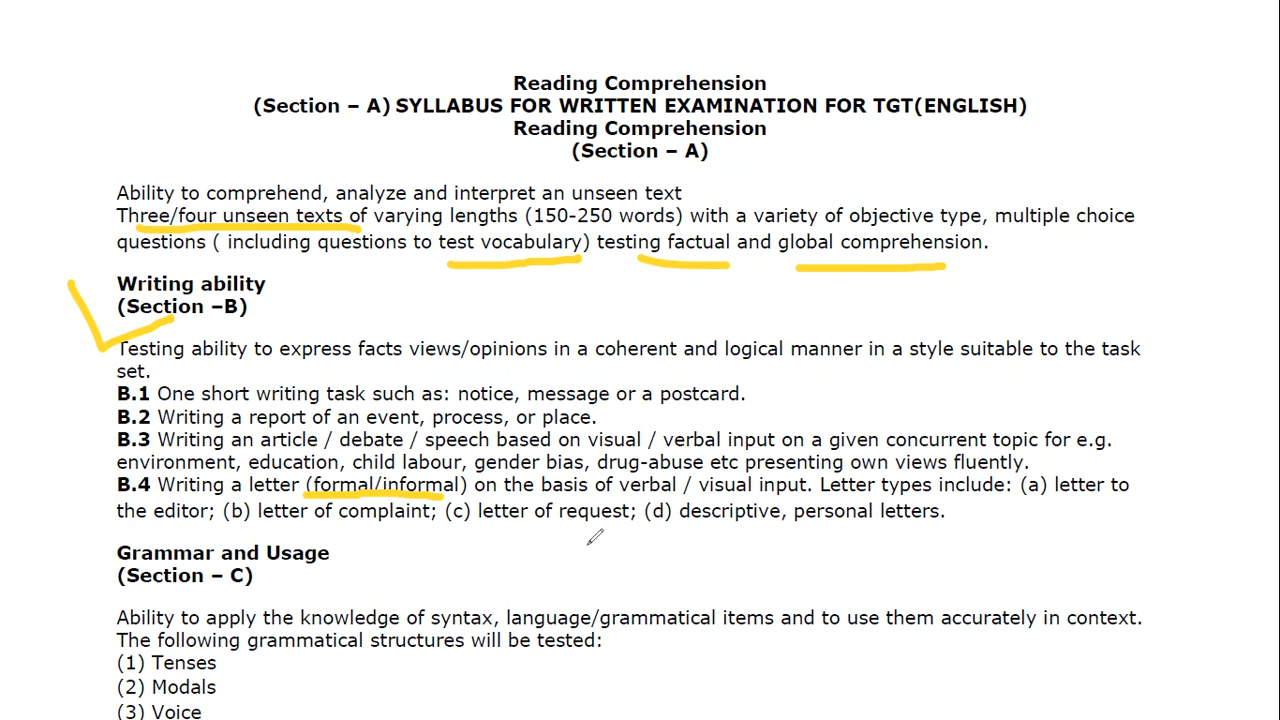 Reading Comprehension
(Section – A) SYLLABUS FOR WRITTEN EXAMINATION FOR TGT(ENGLISH)
Reading Comprehension
(Section – A)
Ability to comprehend, analyze and interpret an unseen text
Three/four unseen texts of varying lengths (150-250 words) with a variety of objective type, multiple choice
questions ( including questions to test vocabulary) testing factual and global comprehension.
Writing ability
(Section –B)
Testing ability to express facts views/opinions in a coherent and logical manner in a style suitable to the task
set.
B.1 One short writing task such as: notice, message or a postcard.
B.2 Writing a report of an event, process, or place.
B.3 Writing an article / debate / speech based on visual / verbal input on a given concurrent topic for e.g.
environment, education, child labour, gender bias, drug-abuse etc presenting own views fluently.
B.4 Writing a letter (formal/informal) on the basis of verbal / visual input. Letter types include: (a) letter to
the editor; (b) letter of complaint; (c) letter of request; (d) descriptive, personal letters.
Grammar and Usage
(Section – C)
Ability to apply the knowledge of syntax, language/grammatical items and to use them accurately in context.
The following grammatical structures will be tested:
(1) Tenses
(2) Modals
(3) Voice